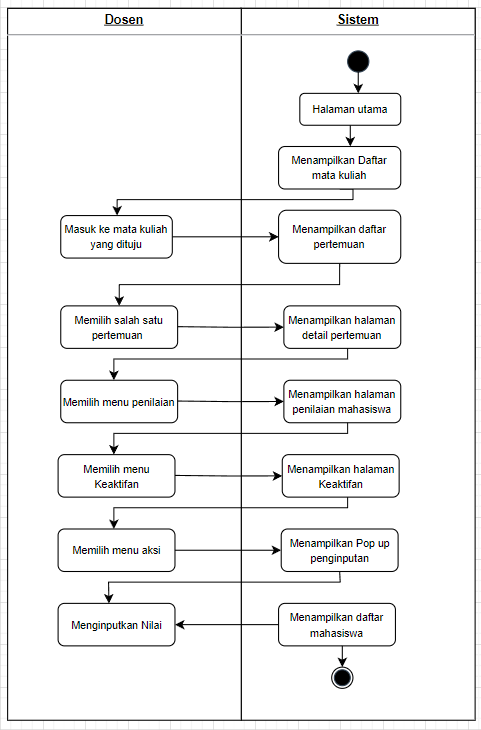 Dosen
Sistem
Halaman utama
Menampilkan Daftar
mata kuliah
Masuk ke mata kuliah
yang dituju
Menampilkan daftar
pertemuan
Memilih salah satu
pertemuan
Menampilkan halaman
detail pertemuan
Memilih menu penilaian
Menampilkan halaman
penilaian mahasiswa
Memilih menu
Keaktifan
Menampilkan halaman
Keaktifan
Memilih menu aksi
Menampilkan Pop up
penginputan
Menginputkan Nilai
Menampilkan daftar
mahasiswa